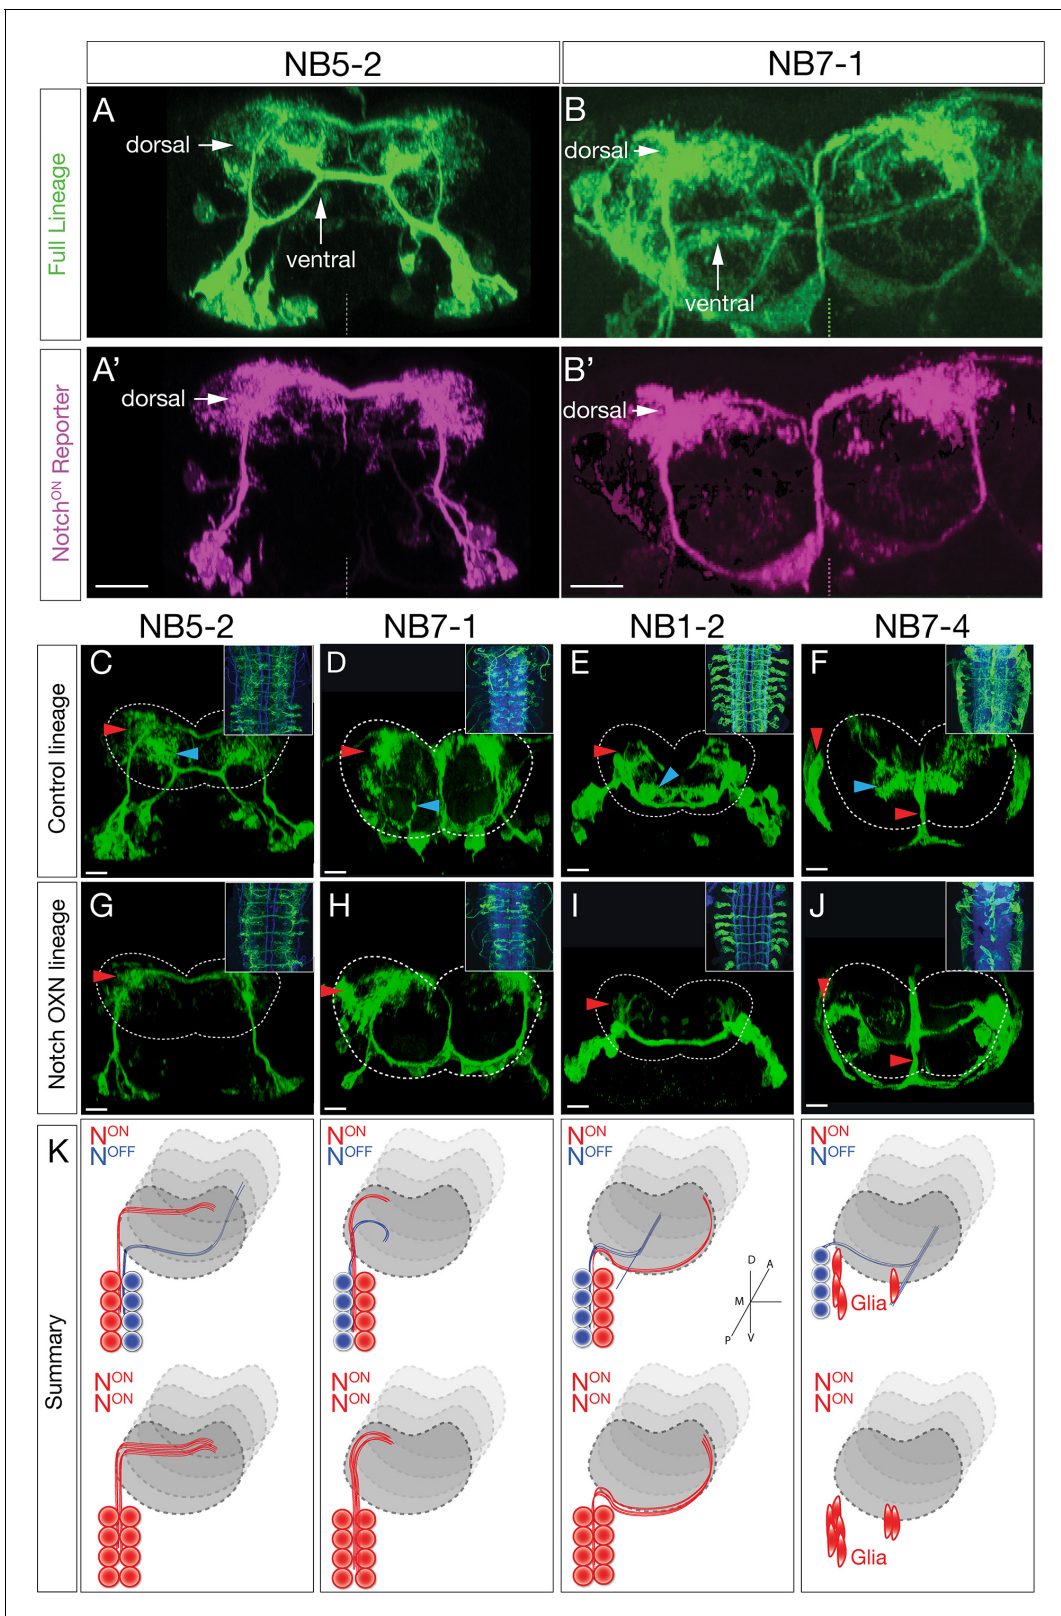 NB5-2
NB7-1
Full Lineage
A
dorsal
ventral
B
dorsal
ventral
Notch^ON Reporter
A'
dorsal
B'
dorsal
NB5-2
NB7-1
NB1-2
NB7-4
Control lineage
C
D
E
F
Notch OXN lineage
G
H
I
J
Summary
K
N^ON
N^OFF
N^ON
N^OFF
N^ON
N^OFF
D
A
M
P
V
N^ON
N^OFF
Glia
N^ON
N^ON
N^ON
N^ON
N^ON
N^ON
N^ON
N^ON
Glia